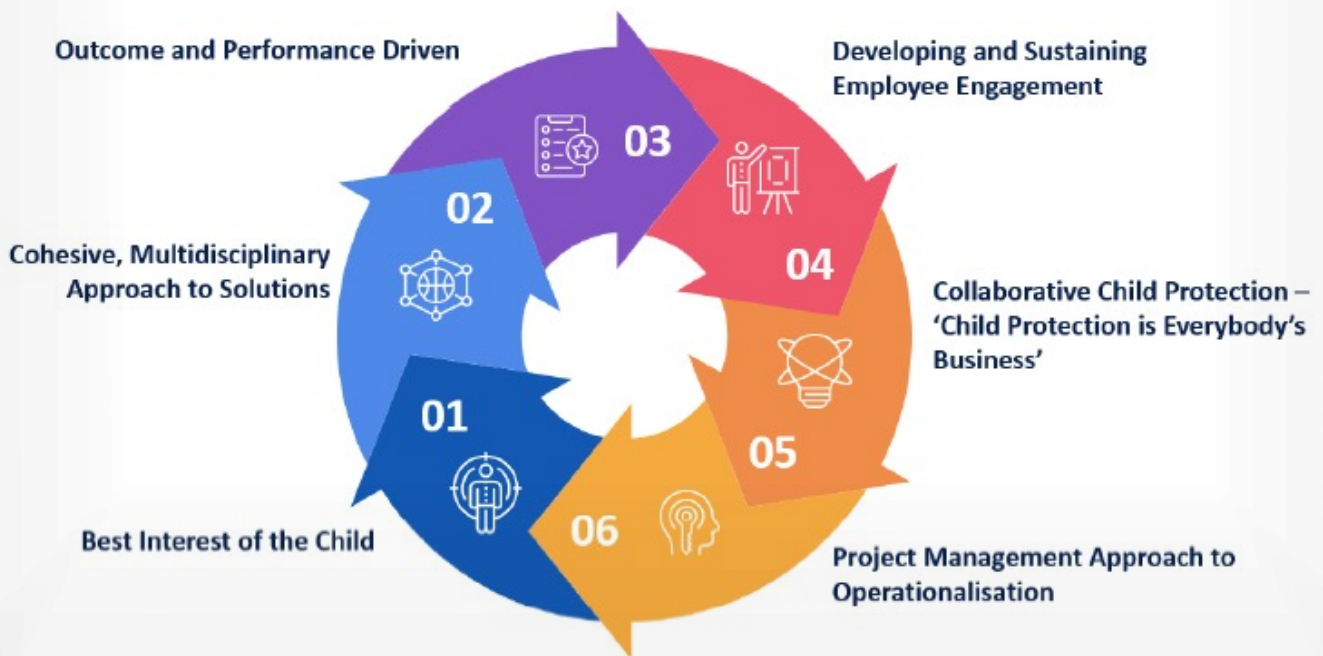 Outcome and Performance Driven
Developing and Sustaining
Employee Engagement
03
02
04
Cohesive, Multidisciplinary
Approach to Solutions
Collaborative Child Protection –
‘Child Protection is Everybody’s
Business’
01
05
06
Best Interest of the Child
Project Management Approach to
Operationalisation